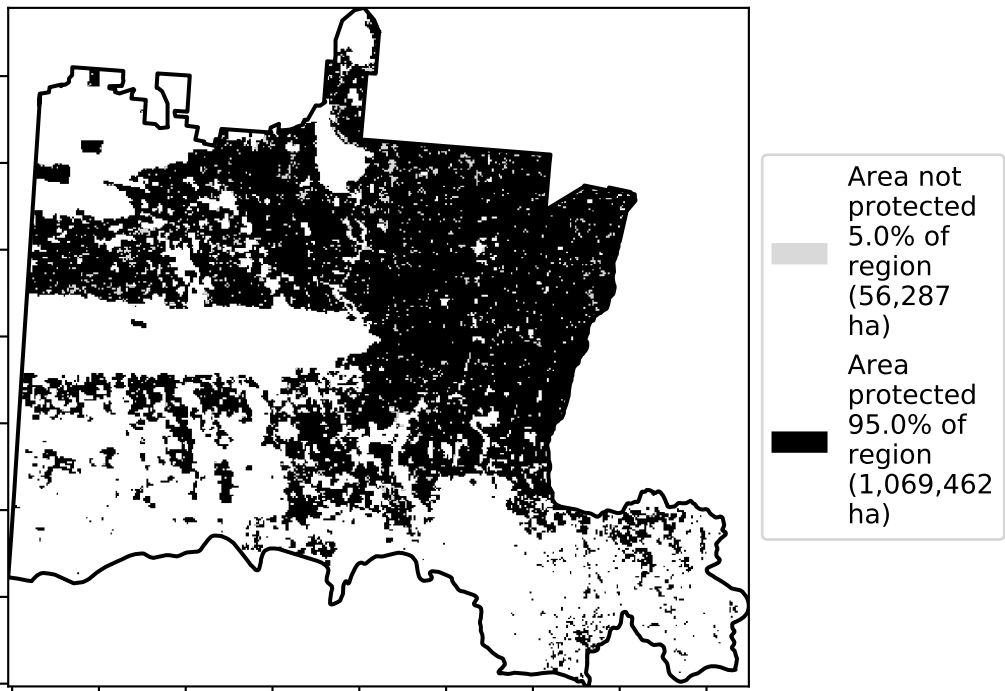 Area not
protected
5.0% of
region
(56,287
ha)
Area
protected
95.0% of
region
(1,069,462
ha)